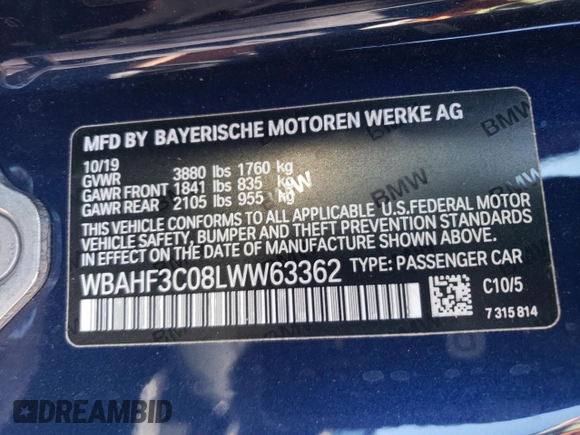 MFD BY BAYERISCHE MOTOREN WERKE AG
10/19
GVWR 3880 lbs 1760 kg
GAWR FRONT 1841 lbs 835 kg
GAWR REAR 2105 lbs 955 kg
THIS VEHICLE CONFORMS TO ALL APPLICABLE U.S.FEDERAL MOTOR
VEHICLE SAFETY, BUMPER AND THEFT PREVENTION STANDARDS
IN EFFECT ON THE DATE OF MANUFACTURE SHOWN ABOVE.
WBAHF3C08LWW63362 TYPE: PASSENGER CAR
C10/5
7 315 814
BMW
BMW
BMW
BMW
BMW
DREAMBID